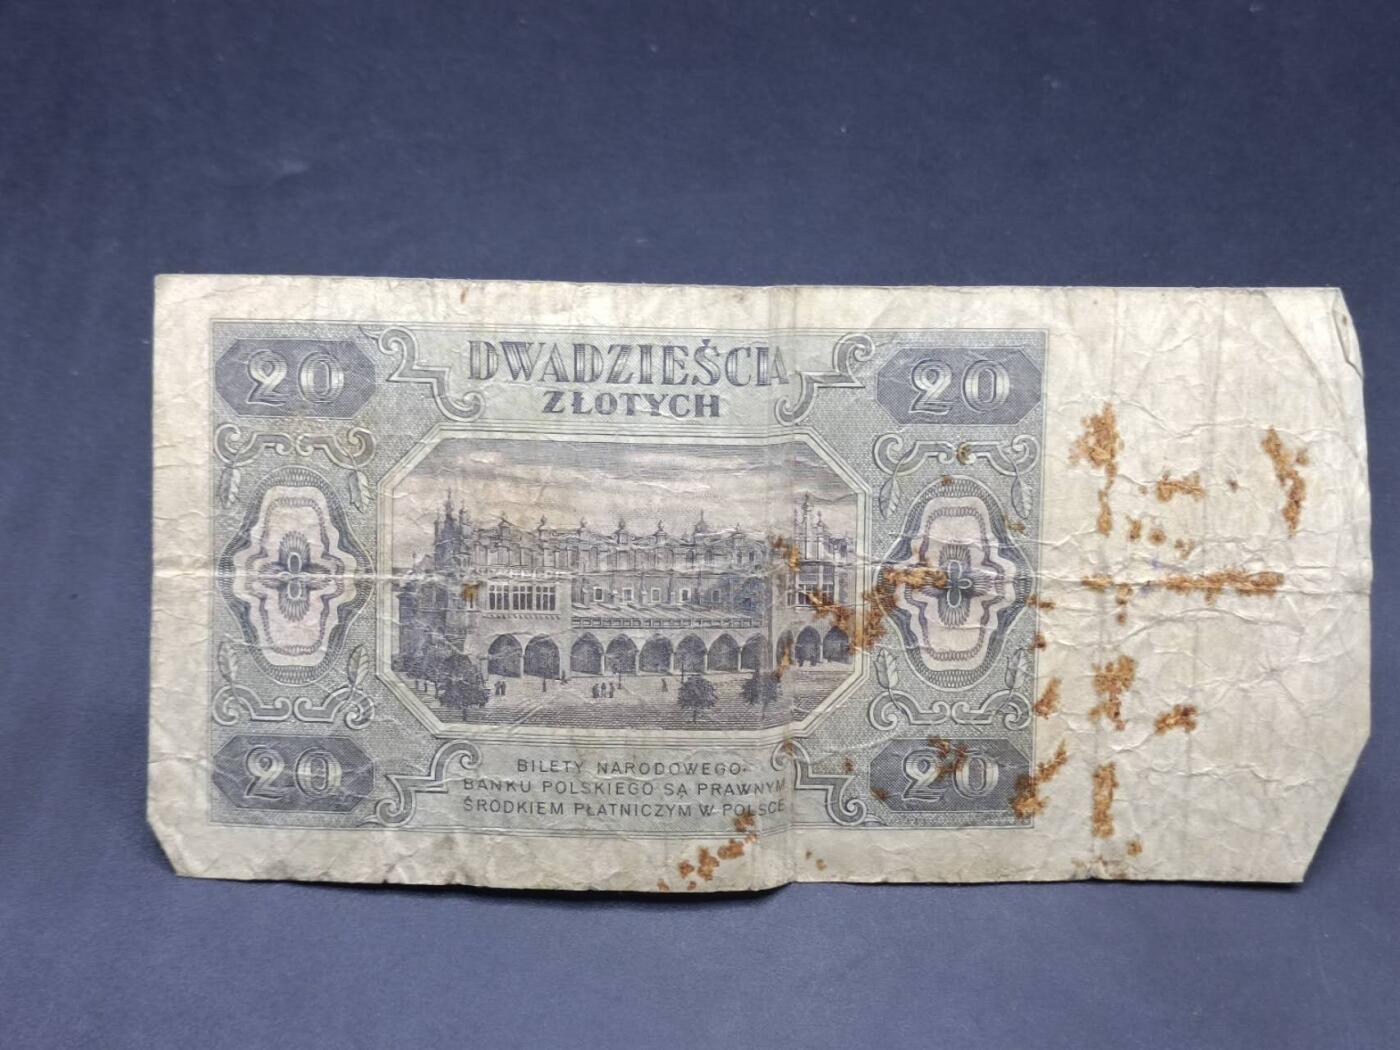 20 DWADZIEŚCIA 20
ZŁOTYCH
20 BILETY NARODOWEGO 20
BANKU POLSKIEGO SĄ PRAWNYM
ŚRODKIEM PŁATNICZYM W POLSCE